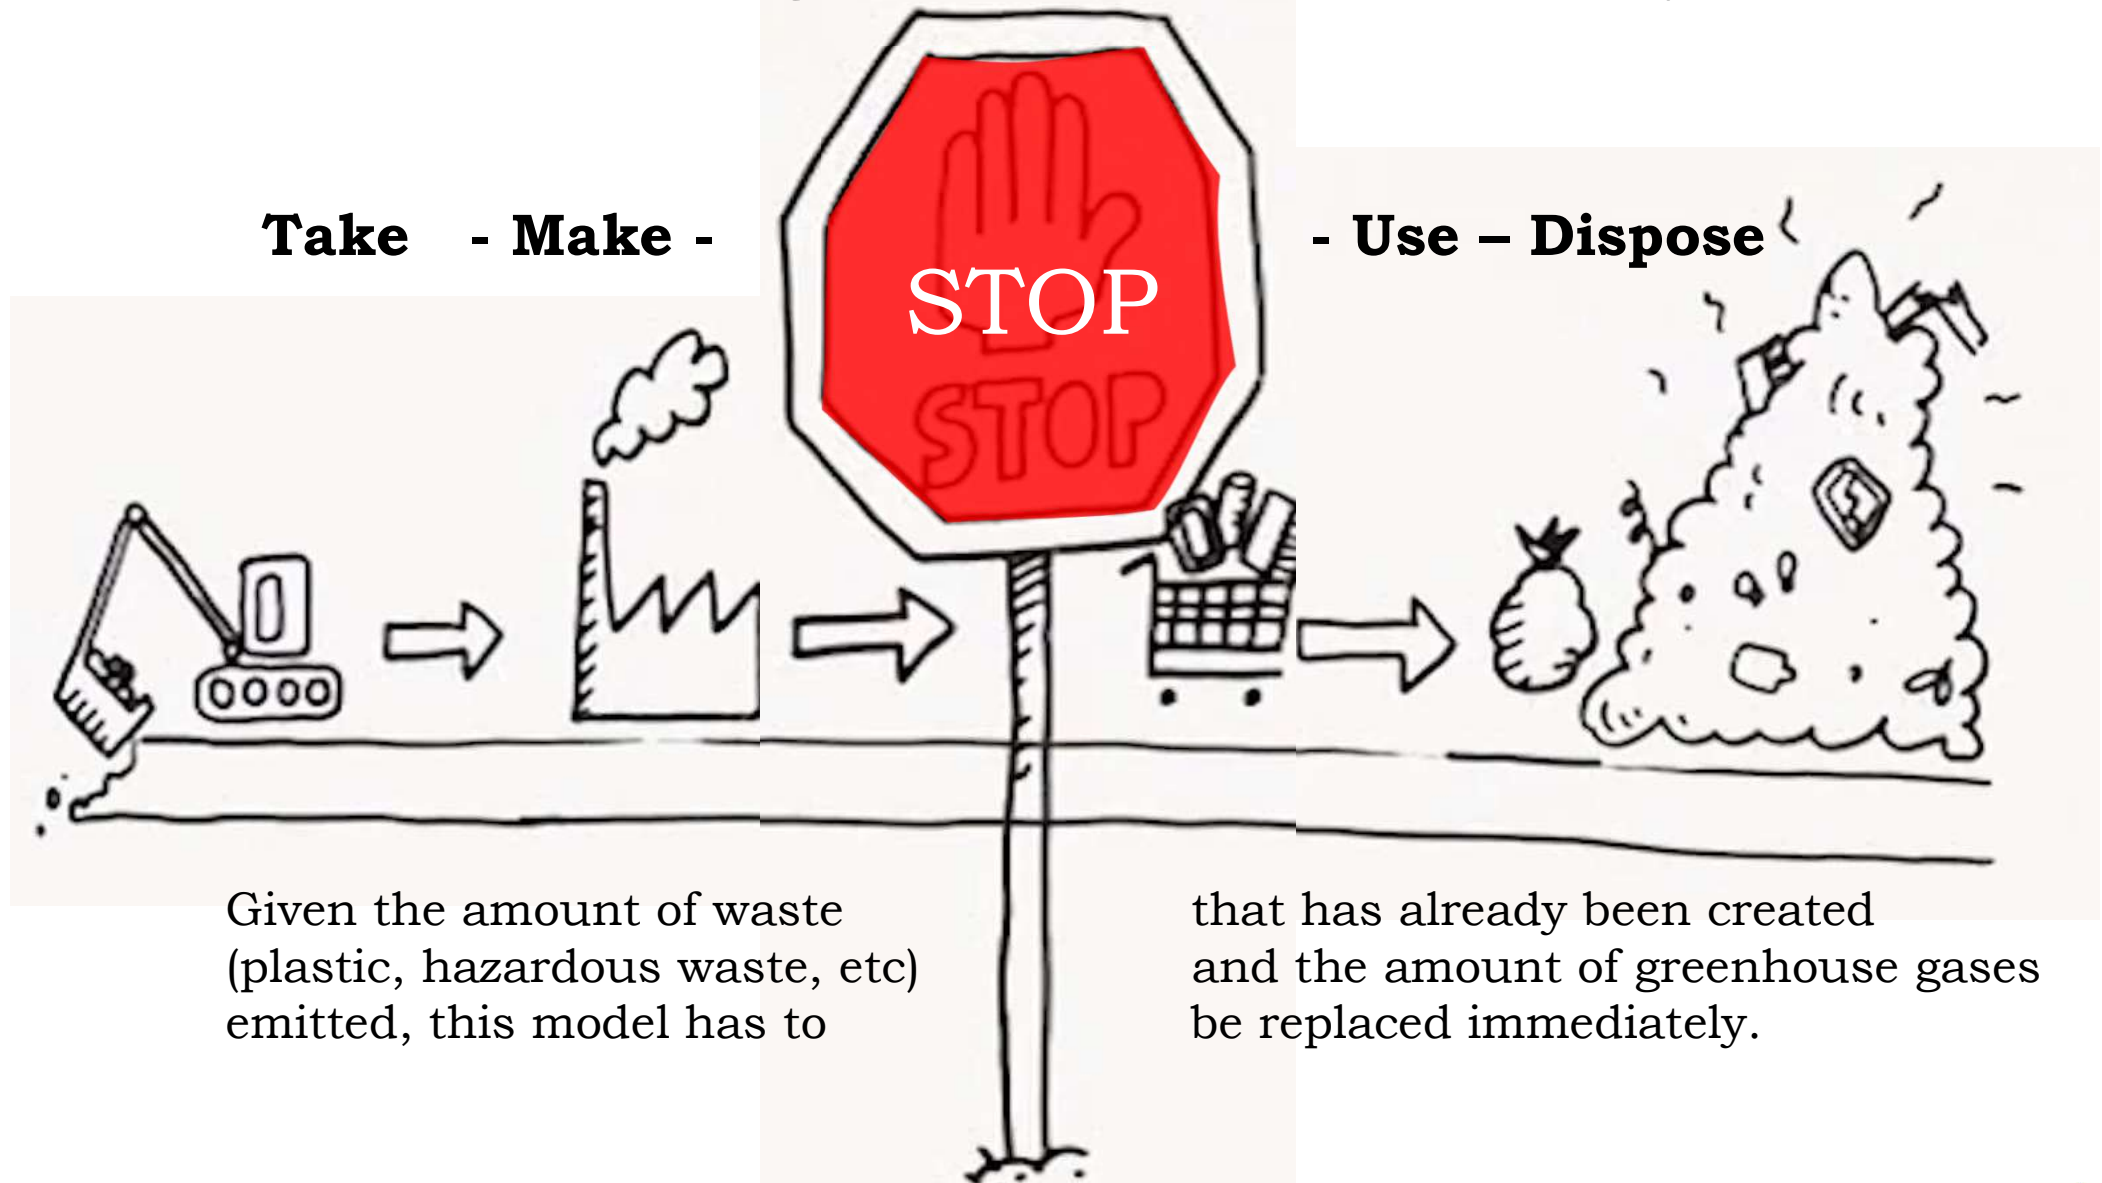 Take - Make - - Use – Dispose
STOP
STOP
Given the amount of waste that has already been created
(plastic, hazardous waste, etc) and the amount of greenhouse gases
emitted, this model has to be replaced immediately.